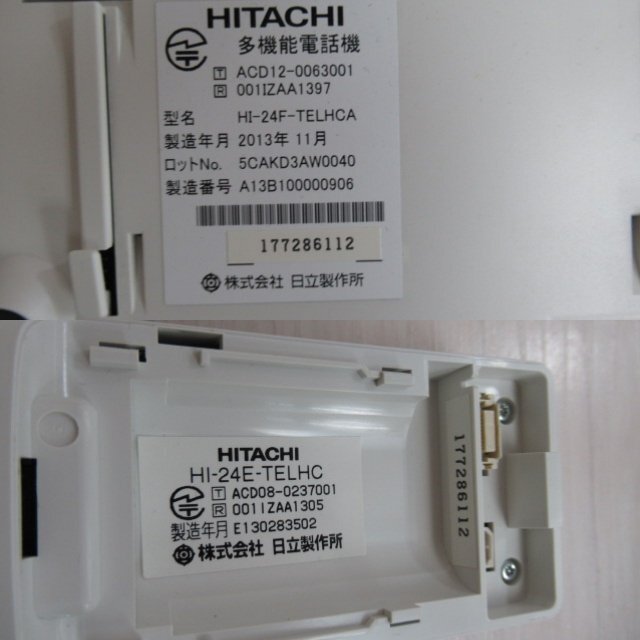 HITACHI
多機能電話機
T ACD12-0063001
R 001IZAA1397
型名 HI-24F-TELHCA
製造年月 2013年 11月
ロットNo. 5CAKD3AW0040
製造番号 A13B100000906
177286112
株式会社 日立製作所
HITACHI
HI-24E-TELHC
T ACD08-0237001
R 001IZAA1305
製造年月 E130283502
株式会社 日立製作所
177286112